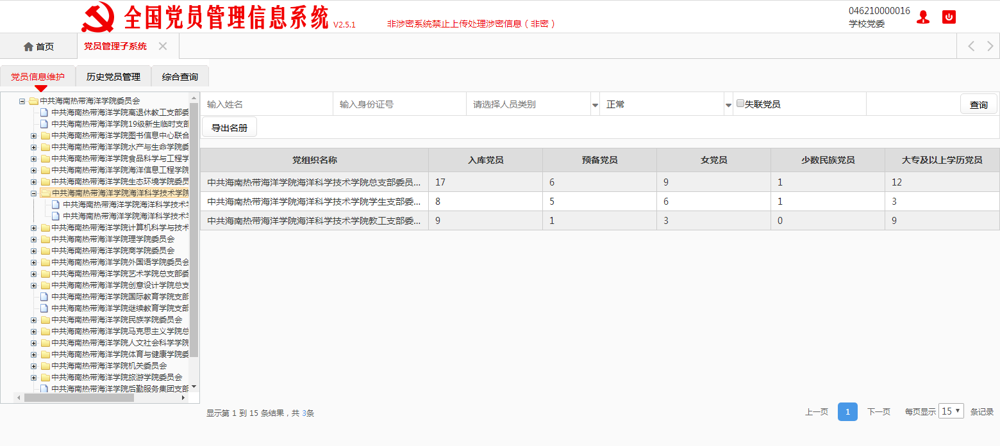 全国党员管理信息系统 V2.5.1 非涉密系统禁止上传处理涉密信息（非密）
046210000016
学校党委
首页 党员管理子系统
党员信息维护 历史党员管理 综合查询
中共海南热带海洋学院委员会
中共海南热带海洋学院离退休教工支部委
中共海南热带海洋学院19级新生临时支部
中共海南热带海洋学院图书信息中心联合
中共海南热带海洋学院水产与生命学院委
中共海南热带海洋学院食品科学与工程学
中共海南热带海洋学院海洋信息工程学院
中共海南热带海洋学院生态环境学院委员
中共海南热带海洋学院海洋科学技术学院
中共海南热带海洋学院海洋科学技术学
中共海南热带海洋学院海洋科学技术学
中共海南热带海洋学院计算机科学与技术
中共海南热带海洋学院理学院委员会
中共海南热带海洋学院商学院委员会
中共海南热带海洋学院外国语学院委员会
中共海南热带海洋学院艺术学院总支部委
中共海南热带海洋学院创意设计学院总支
中共海南热带海洋学院国际教育学院支部
中共海南热带海洋学院继续教育学院支部
中共海南热带海洋学院民族学院委员会
中共海南热带海洋学院马克思主义学院总
中共海南热带海洋学院人文社会科学学院
中共海南热带海洋学院体育与健康学院委
中共海南热带海洋学院机关委员会
中共海南热带海洋学院旅游学院委员会
中共海南热带海洋学院后勤服务集团支部
输入姓名 输入身份证号 请选择人员类别 正常 失联党员 查询
导出名册
党组织名称 入库党员 预备党员 女党员 少数民族党员 大专及以上学历党员
中共海南热带海洋学院海洋科学技术学院总支部委员... 17 6 9 1 12
中共海南热带海洋学院海洋科学技术学院学生支部委... 8 5 6 1 3
中共海南热带海洋学院海洋科学技术学院教工支部委... 9 1 3 0 9
显示第 1 到 15 条结果，共 3条 上一页 1 下一页 每页显示 15 条记录